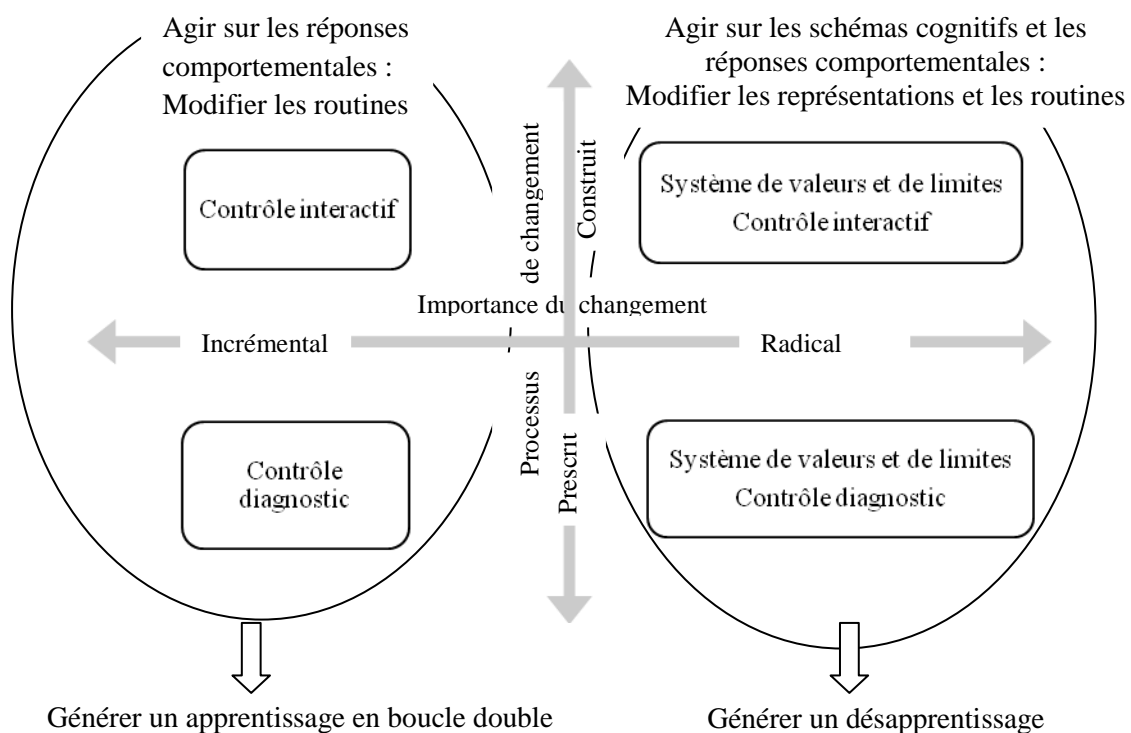 Agir sur les réponses
comportementales :
Modifier les routines
Agir sur les schémas cognitifs et les
réponses comportementales :
Modifier les représentations et les routines
Contrôle interactif
de changement
Construit
Système de valeurs et de limites
Contrôle interactif
Importance du changement
Incrémental
Radical
Processus
Prescrit
Contrôle
diagnostic
Système de valeurs et de limites
Contrôle diagnostic
Générer un apprentissage en boucle double
Générer un désapprentissage